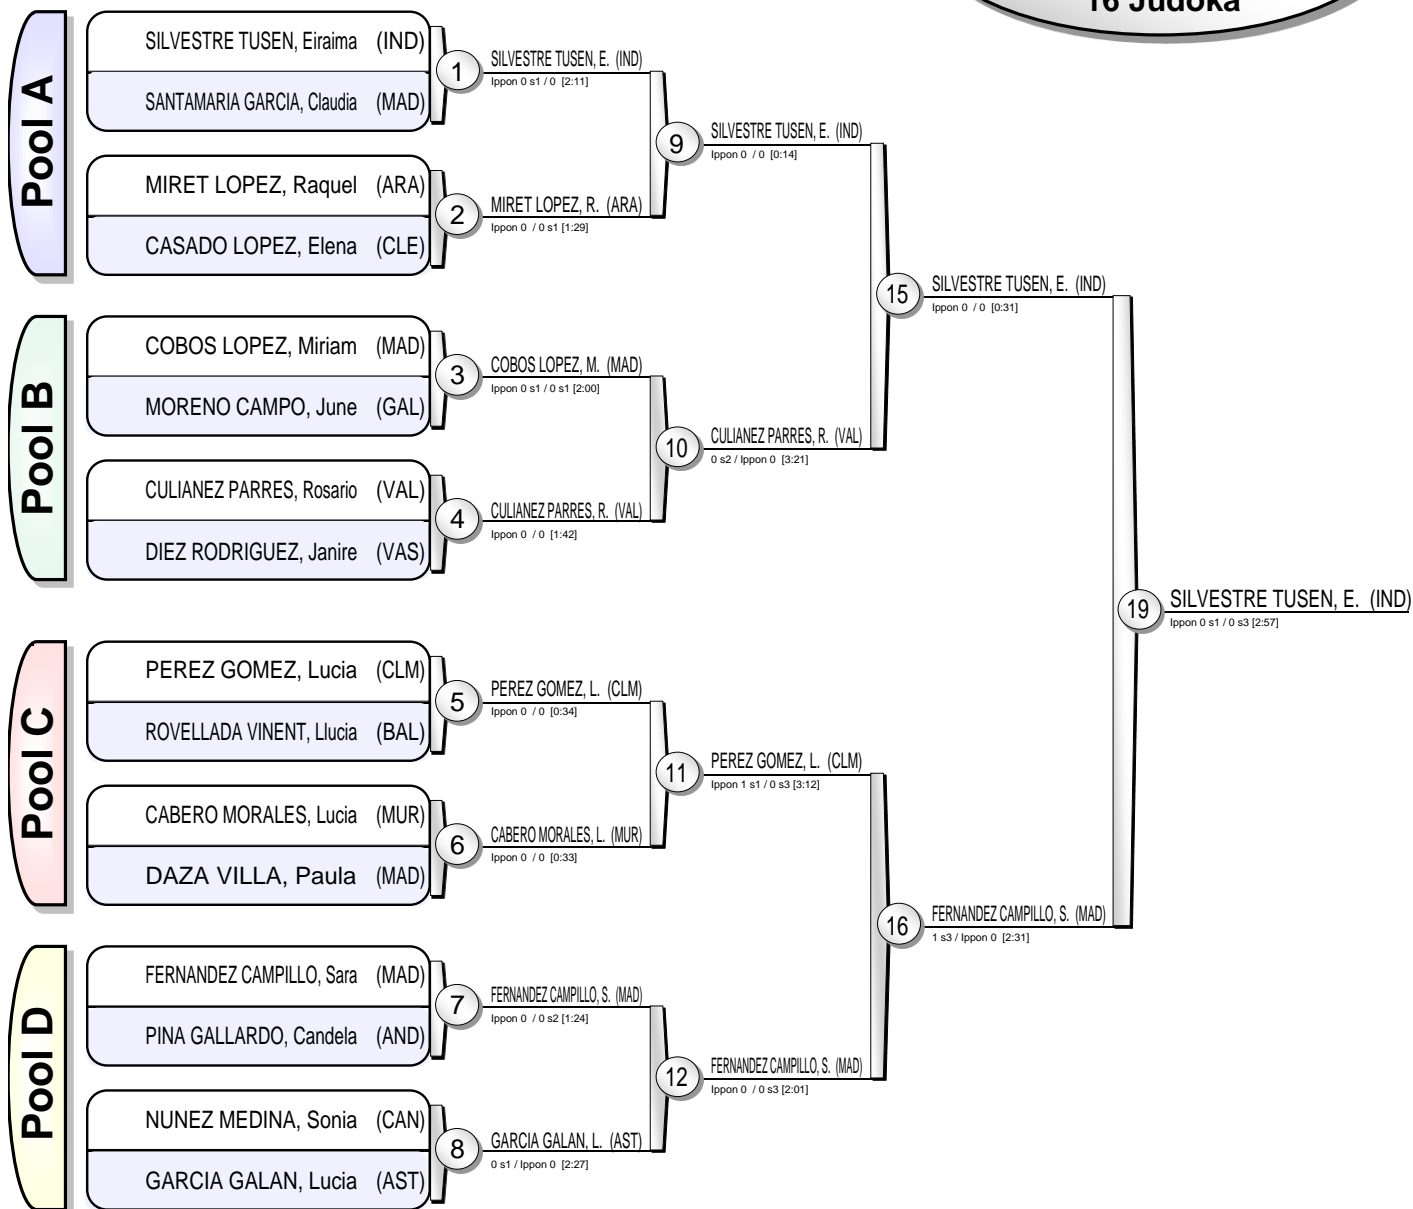 16 Judoka
Pool A
SILVESTRE TUSEN, Eiraima (IND)
SANTAMARIA GARCIA, Claudia (MAD)
1
SILVESTRE TUSEN, E. (IND)
Ippon 0 s1 / 0 [2:11]
MIRET LOPEZ, Raquel (ARA)
CASADO LOPEZ, Elena (CLE)
2
MIRET LOPEZ, R. (ARA)
Ippon 0 / 0 s1 [1:29]
9
SILVESTRE TUSEN, E. (IND)
Ippon 0 / 0 [0:14]
Pool B
COBOS LOPEZ, Miriam (MAD)
MORENO CAMPO, June (GAL)
3
COBOS LOPEZ, M. (MAD)
Ippon 0 s1 / 0 s1 [2:00]
CULIANEZ PARRES, Rosario (VAL)
DIEZ RODRIGUEZ, Janire (VAS)
4
CULIANEZ PARRES, R. (VAL)
Ippon 0 / 0 [1:42]
10
CULIANEZ PARRES, R. (VAL)
0 s2 / Ippon 0 [3:21]
15
SILVESTRE TUSEN, E. (IND)
Ippon 0 / 0 [0:31]
Pool C
PEREZ GOMEZ, Lucia (CLM)
ROVELLADA VINENT, Llucia (BAL)
5
PEREZ GOMEZ, L. (CLM)
Ippon 0 / 0 [0:34]
CABERO MORALES, Lucia (MUR)
DAZA VILLA, Paula (MAD)
6
CABERO MORALES, L. (MUR)
Ippon 0 / 0 [0:33]
11
PEREZ GOMEZ, L. (CLM)
Ippon 1 s1 / 0 s3 [3:12]
Pool D
FERNANDEZ CAMPILLO, Sara (MAD)
PINA GALLARDO, Candela (AND)
7
FERNANDEZ CAMPILLO, S. (MAD)
Ippon 0 / 0 s2 [1:24]
NUNEZ MEDINA, Sonia (CAN)
GARCIA GALAN, Lucia (AST)
8
GARCIA GALAN, L. (AST)
0 s1 / Ippon 0 [2:27]
12
FERNANDEZ CAMPILLO, S. (MAD)
Ippon 0 / 0 s3 [2:01]
16
FERNANDEZ CAMPILLO, S. (MAD)
1 s3 / Ippon 0 [2:31]
19
SILVESTRE TUSEN, E. (IND)
Ippon 0 s1 / 0 s3 [2:57]